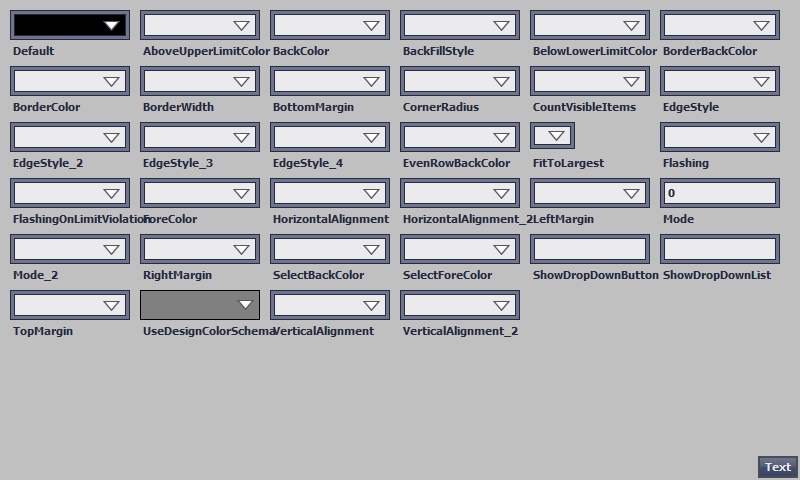 Default AboveUpperLimitColor BackColor BackFillStyle BelowLowerLimitColor BorderBackColor
BorderColor BorderWidth BottomMargin CornerRadius CountVisibleItems EdgeStyle
EdgeStyle_2 EdgeStyle_3 EdgeStyle_4 EvenRowBackColor FitToLargest Flashing
0
FlashingOnLimitViolation ForeColor HorizontalAlignment HorizontalAlignment_2 LeftMargin Mode
Mode_2 RightMargin SelectBackColor SelectForeColor ShowDropDownButton ShowDropDownList
TopMargin UseDesignColorSchema VerticalAlignment VerticalAlignment_2
Text